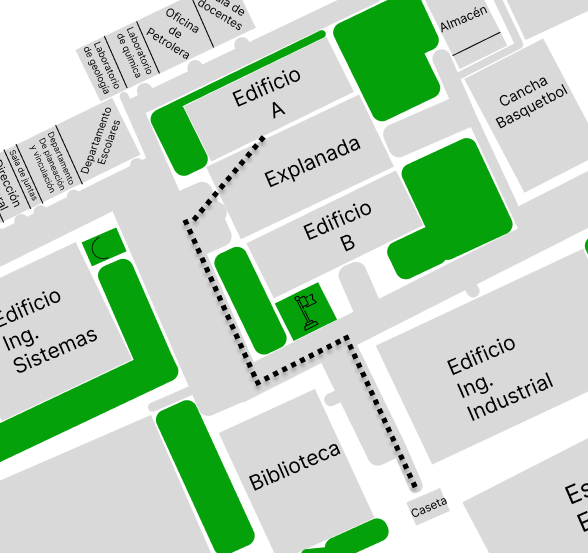 Sala de
docentes
Oficina
de
Petrolera
Laboratorio
de química
Laboratorio
de geología
Almacén
Departamento
Escolares
Departamento
De planeación
y vinculación
Sala de juntas
Dirección
Edificio
A
Cancha
Basquetbol
Explanada
Edificio
B
Edificio
Ing.
Sistemas
Edificio
Ing.
Industrial
Biblioteca
Caseta